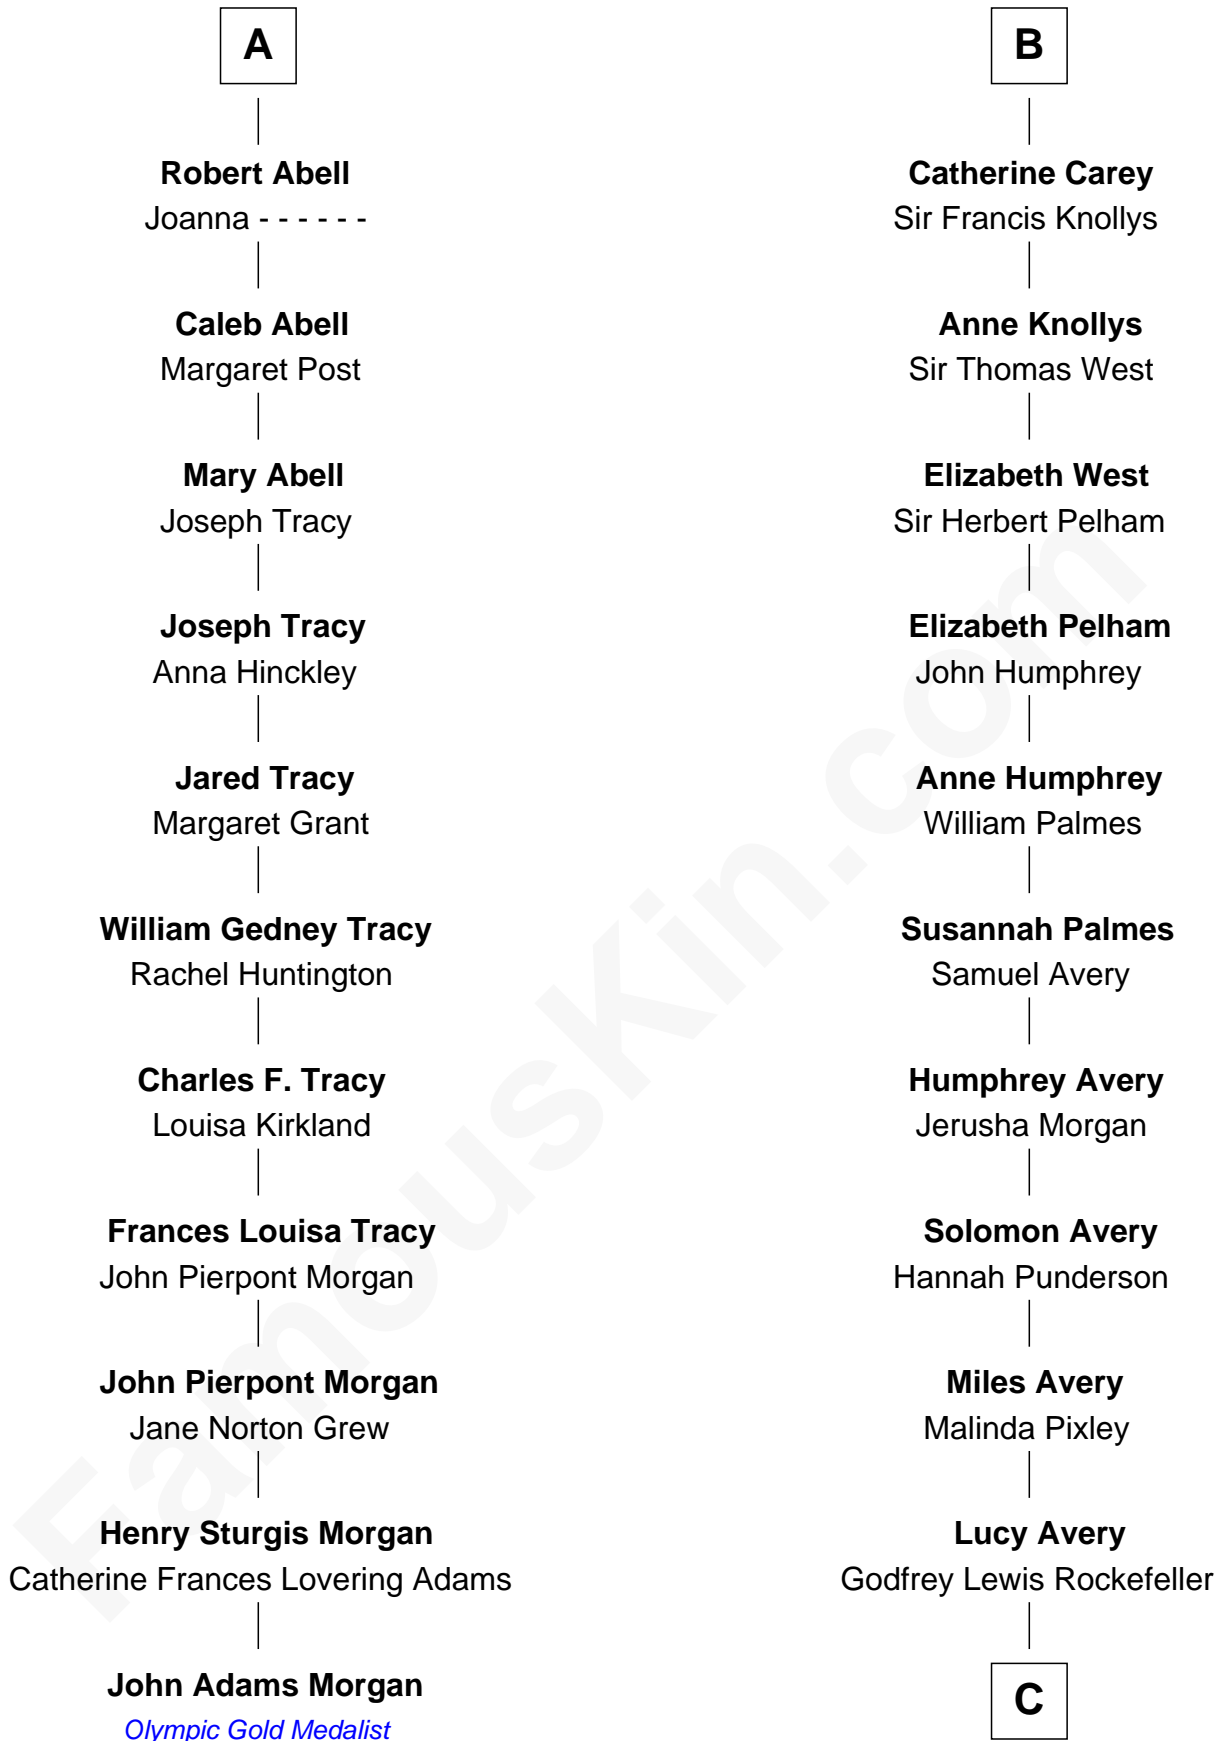 A
Robert Abell
Joanna - - - - - -
Caleb Abell
Margaret Post
Mary Abell
Joseph Tracy
Joseph Tracy
Anna Hinckley
Jared Tracy
Margaret Grant
William Gedney Tracy
Rachel Huntington
Charles F. Tracy
Louisa Kirkland
Frances Louisa Tracy
John Pierpont Morgan
John Pierpont Morgan
Jane Norton Grew
Henry Sturgis Morgan
Catherine Frances Lovering Adams
John Adams Morgan
Olympic Gold Medalist
B
Catherine Carey
Sir Francis Knollys
Anne Knollys
Sir Thomas West
Elizabeth West
Sir Herbert Pelham
Elizabeth Pelham
John Humphrey
Anne Humphrey
William Palmes
Susannah Palmes
Samuel Avery
Humphrey Avery
Jerusha Morgan
Solomon Avery
Hannah Punderson
Miles Avery
Malinda Pixley
Lucy Avery
Godfrey Lewis Rockefeller
C
FamousKin.com